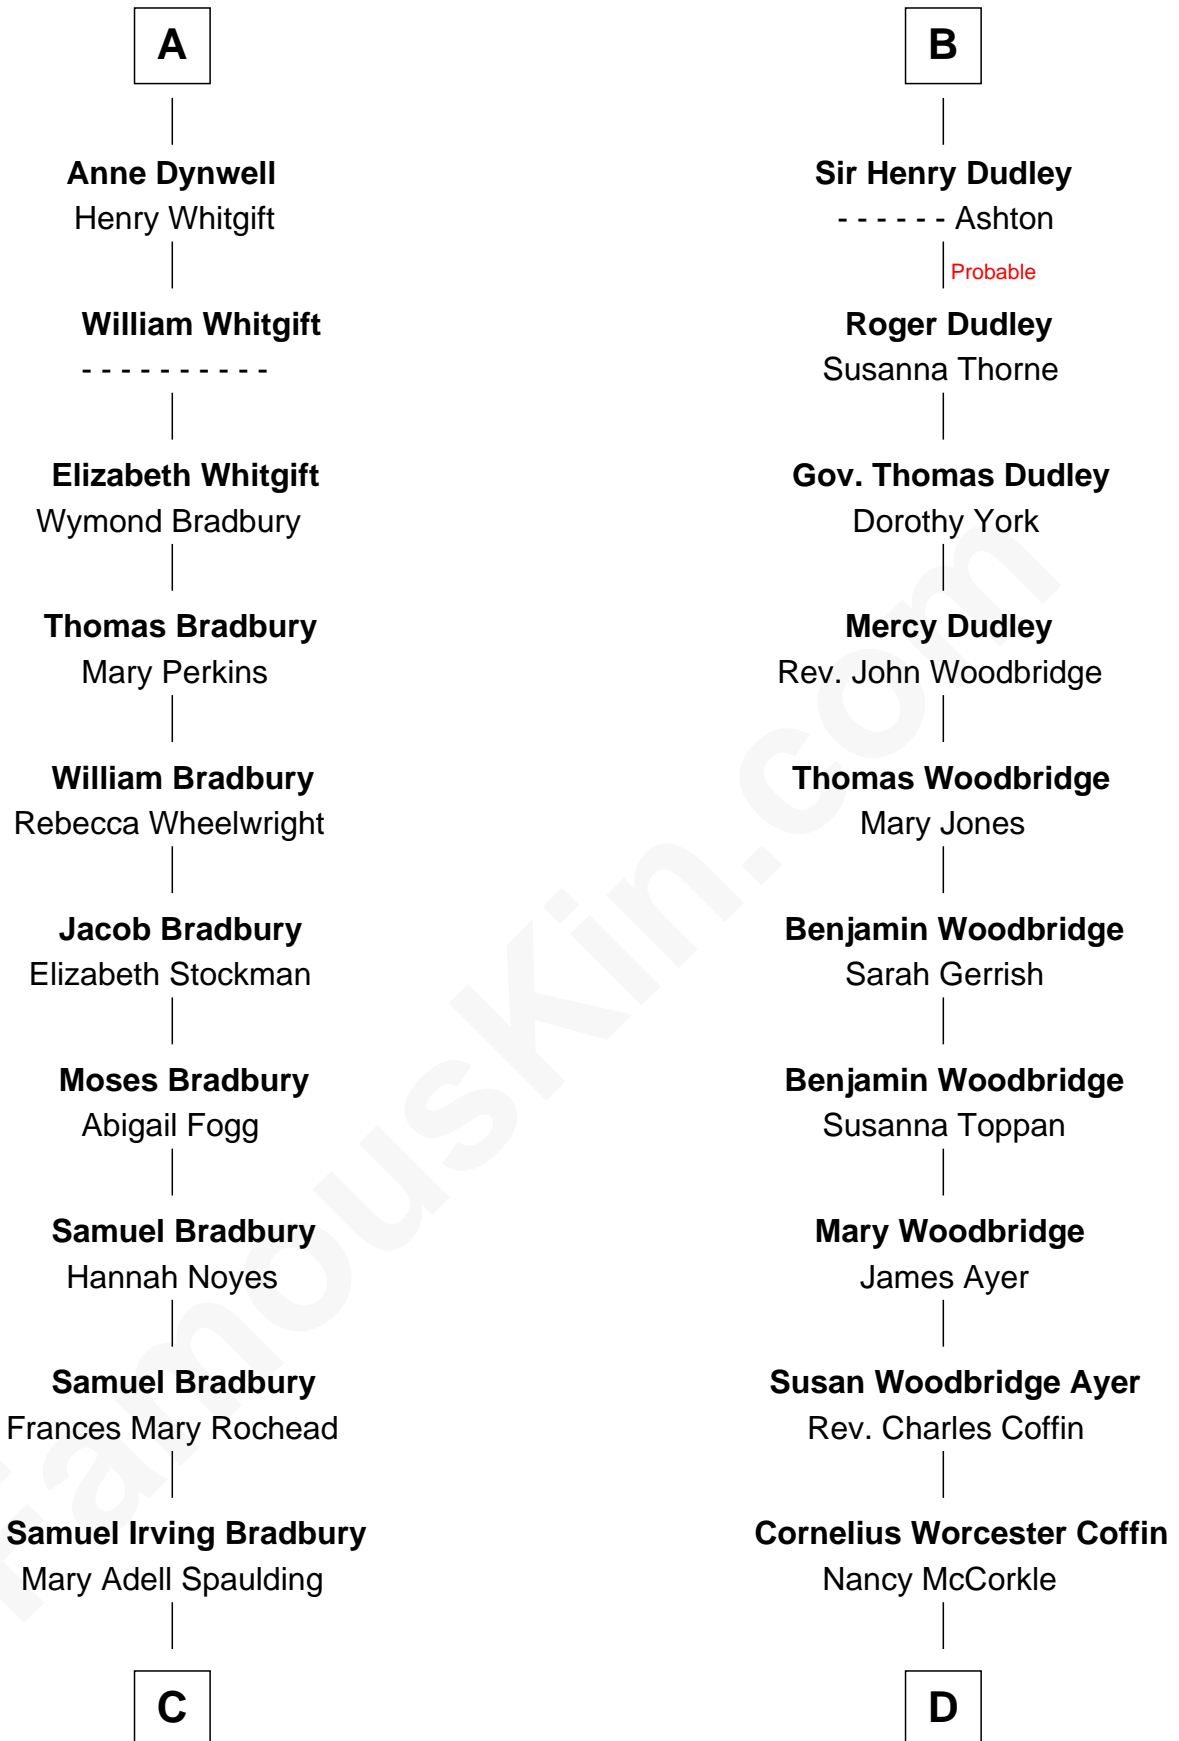 A
Anne Dynwell
Henry Whitgift
William Whitgift
- - - - - - - - - -
Elizabeth Whitgift
Wymond Bradbury
Thomas Bradbury
Mary Perkins
William Bradbury
Rebecca Wheelwright
Jacob Bradbury
Elizabeth Stockman
Moses Bradbury
Abigail Fogg
Samuel Bradbury
Hannah Noyes
Samuel Bradbury
Frances Mary Rochead
Samuel Irving Bradbury
Mary Adell Spaulding
C
B
Sir Henry Dudley
- - - - - - Ashton
Probable
Roger Dudley
Susanna Thorne
Gov. Thomas Dudley
Dorothy York
Mercy Dudley
Rev. John Woodbridge
Thomas Woodbridge
Mary Jones
Benjamin Woodbridge
Sarah Gerrish
Benjamin Woodbridge
Susanna Toppan
Mary Woodbridge
James Ayer
Susan Woodbridge Ayer
Rev. Charles Coffin
Cornelius Worcester Coffin
Nancy McCorkle
D
FamousKin.com